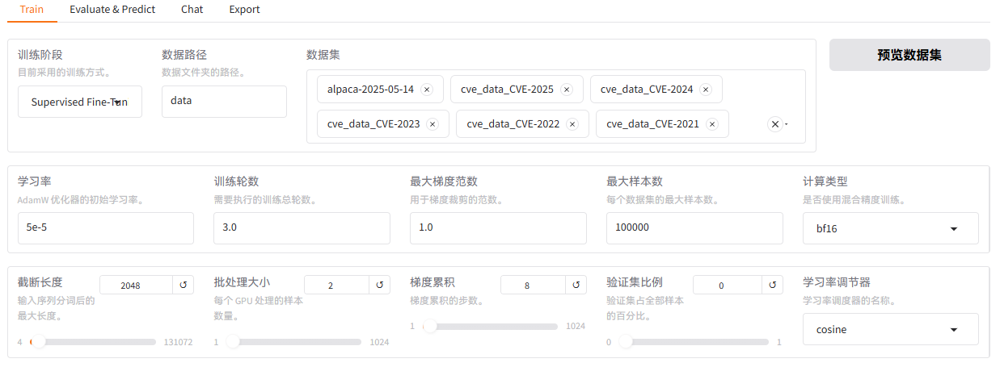 Train Evaluate & Predict Chat Export
训练阶段
目前采用的训练方式。
Supervised Fine-Tun
数据路径
数据文件夹的路径。
data
数据集
alpaca-2025-05-14 × cve_data_CVE-2025 × cve_data_CVE-2024 ×
cve_data_CVE-2023 × cve_data_CVE-2022 × cve_data_CVE-2021 ×
预览数据集
学习率
AdamW 优化器的初始学习率。
5e-5
训练轮数
需要执行的训练总轮数。
3.0
最大梯度范数
用于梯度裁剪的范数。
1.0
最大样本数
每个数据集的最大样本数。
100000
计算类型
是否使用混合精度训练。
bf16
截断长度
2048
输入序列分词后的
最大长度。
4 131072
批处理大小
2
每个 GPU 处理的样本
数量。
1 1024
梯度累积
8
梯度累积的步数。
1 1024
验证集比例
0
验证集占全部样本
的百分比。
0 1
学习率调节器
学习率调度器的名称。
cosine